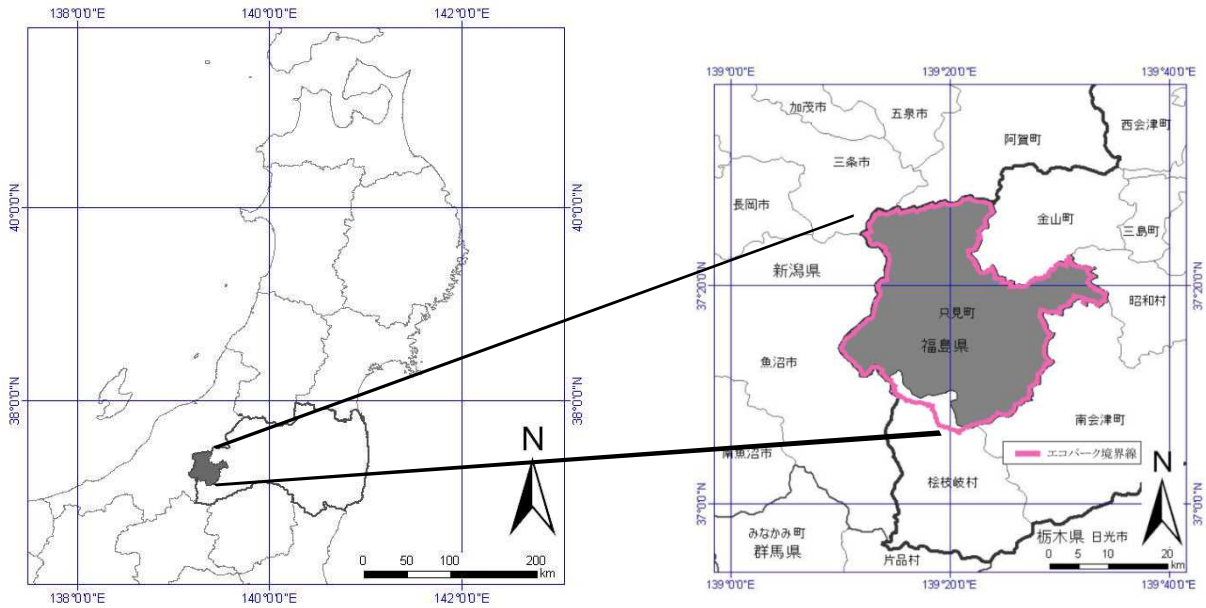 138°0'0"E
140°0'0"E
142°0'0"E
40°0'0"N
40°0'0"N
38°0'0"N
38°0'0"N
N
0 50 100 200
km
138°0'0"E
140°0'0"E
142°0'0"E
139°0'0"E
139°20'0"E
139°40'0"E
加茂市
五泉市
西会津町
阿賀町
三条市
長岡市
金山町
三島町
新潟県
37°20'0"N
37°20'0"N
昭和村
只見町
福島県
魚沼市
南会津町
エコパーク境界線
南魚沼市
N
桧枝岐村
37°0'0"N
37°0'0"N
みなかみ町
群馬県
片品村
栃木県 日光市
0 5 10 20
km
139°0'0"E
139°20'0"E
139°40'0"E